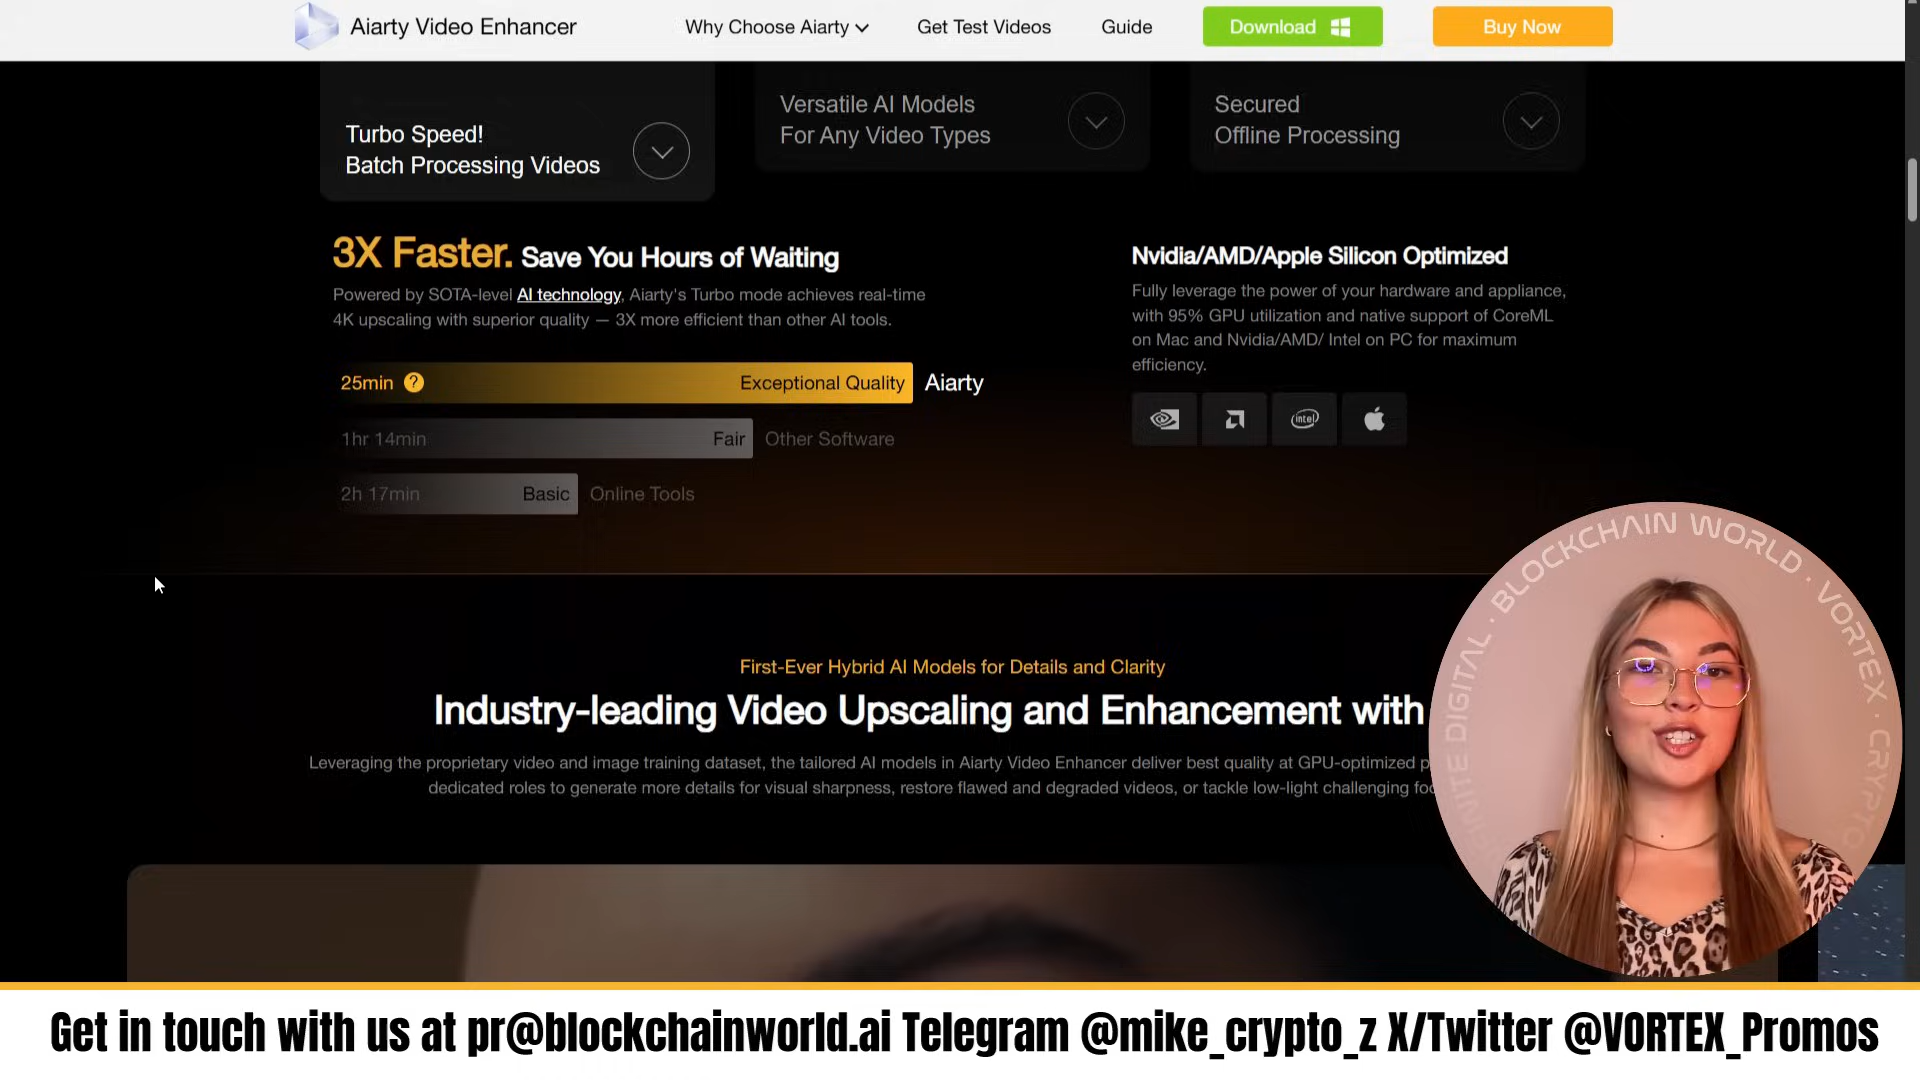 Aiarty Video Enhancer
Why Choose Aiarty
Get Test Videos
Guide
Download
Buy Now
Turbo Speed!
Batch Processing Videos
Versatile AI Models
For Any Video Types
Secured
Offline Processing
3X Faster. Save You Hours of Waiting
Powered by SOTA-level AI technology, Aiarty's Turbo mode achieves real-time
4K upscaling with superior quality — 3X more efficient than other AI tools.
25min ? Exceptional Quality Aiarty
1hr 14min Fair Other Software
2h 17min Basic Online Tools
Nvidia/AMD/Apple Silicon Optimized
Fully leverage the power of your hardware and appliance,
with 95% GPU utilization and native support of CoreML
on Mac and Nvidia/AMD/ Intel on PC for maximum
efficiency.
intel
First-Ever Hybrid AI Models for Details and Clarity
Industry-leading Video Upscaling and Enhancement with
Leveraging the proprietary video and image training dataset, the tailored AI models in Aiarty Video Enhancer deliver best quality at GPU-optimized
dedicated roles to generate more details for visual sharpness, restore flawed and degraded videos, or tackle low-light challenging
DIGITAL · BLOCKCHAIN WORLD · VORTEX · CRYPTO
Get in touch with us at pr@blockchainworld.ai Telegram @mike_crypto_z X/Twitter @VORTEX_Promos